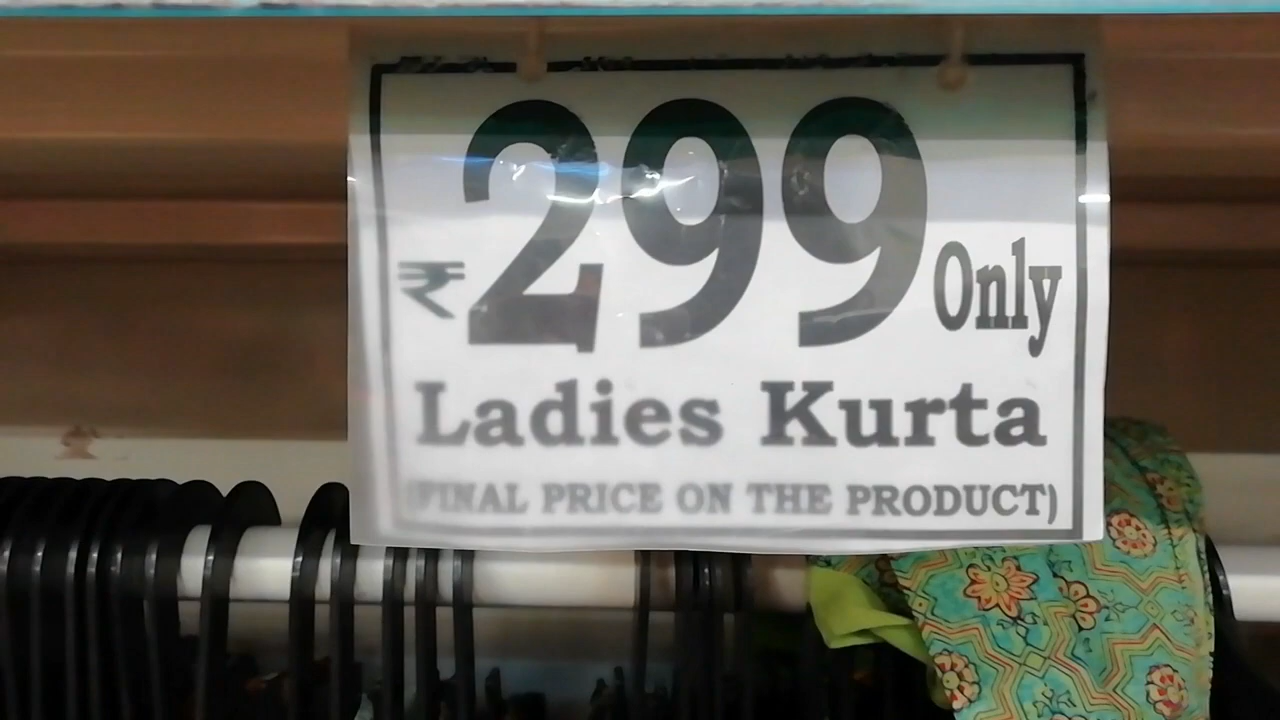 ₹299 Only
Ladies Kurta
(FINAL PRICE ON THE PRODUCT)